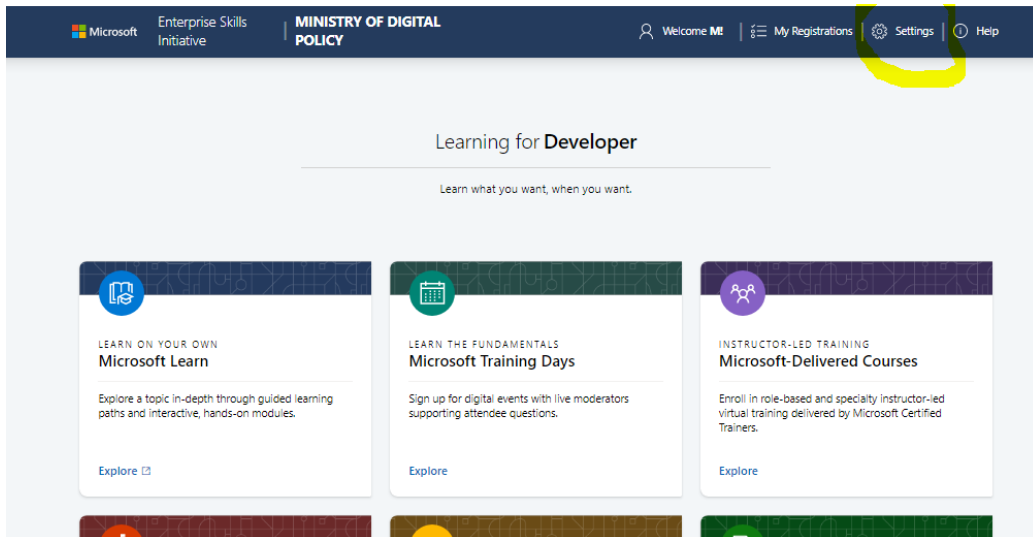 Microsoft
Enterprise Skills
Initiative
MINISTRY OF DIGITAL
POLICY
Welcome M!
My Registrations
Settings
Help
Learning for Developer
Learn what you want, when you want.
LEARN ON YOUR OWN
Microsoft Learn
Explore a topic in-depth through guided learning
paths and interactive, hands-on modules.
Explore
LEARN THE FUNDAMENTALS
Microsoft Training Days
Sign up for digital events with live moderators
supporting attendee questions.
Explore
INSTRUCTOR-LED TRAINING
Microsoft-Delivered Courses
Enroll in role-based and specialty instructor-led
virtual training delivered by Microsoft Certified
Trainers.
Explore